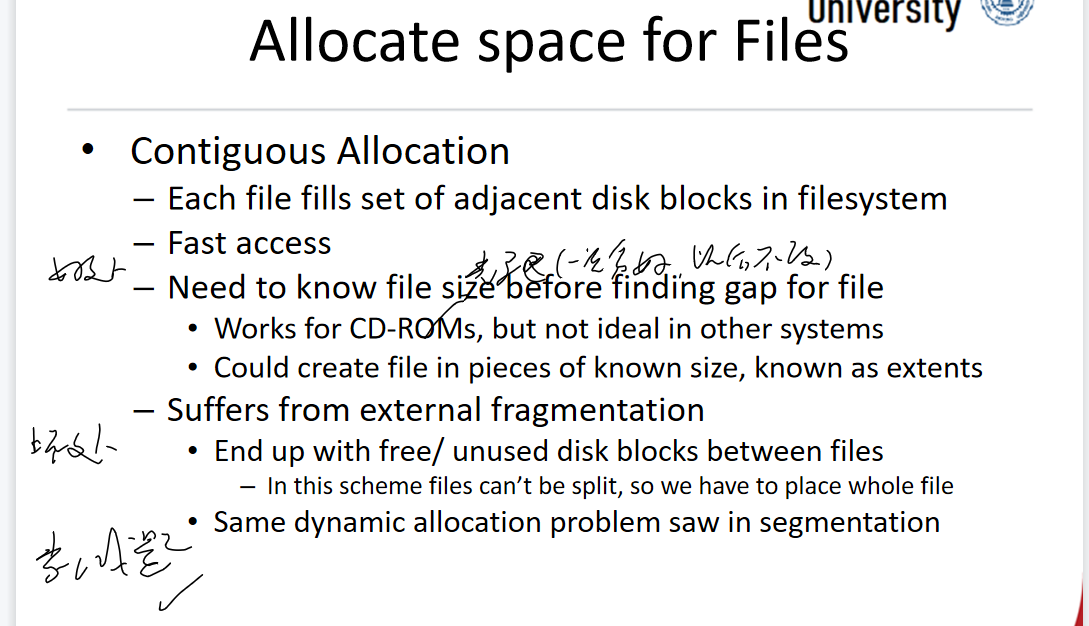 University
Allocate space for Files
• Contiguous Allocation
– Each file fills set of adjacent disk blocks in filesystem
– Fast access
好处
– Need to know file size before finding gap for file
• Works for CD-ROMs, but not ideal in other systems
• Could create file in pieces of known size, known as extents
– Suffers from external fragmentation
坏处
• End up with free/ unused disk blocks between files
– In this scheme files can’t be split, so we have to place whole file
• Same dynamic allocation problem saw in segmentation